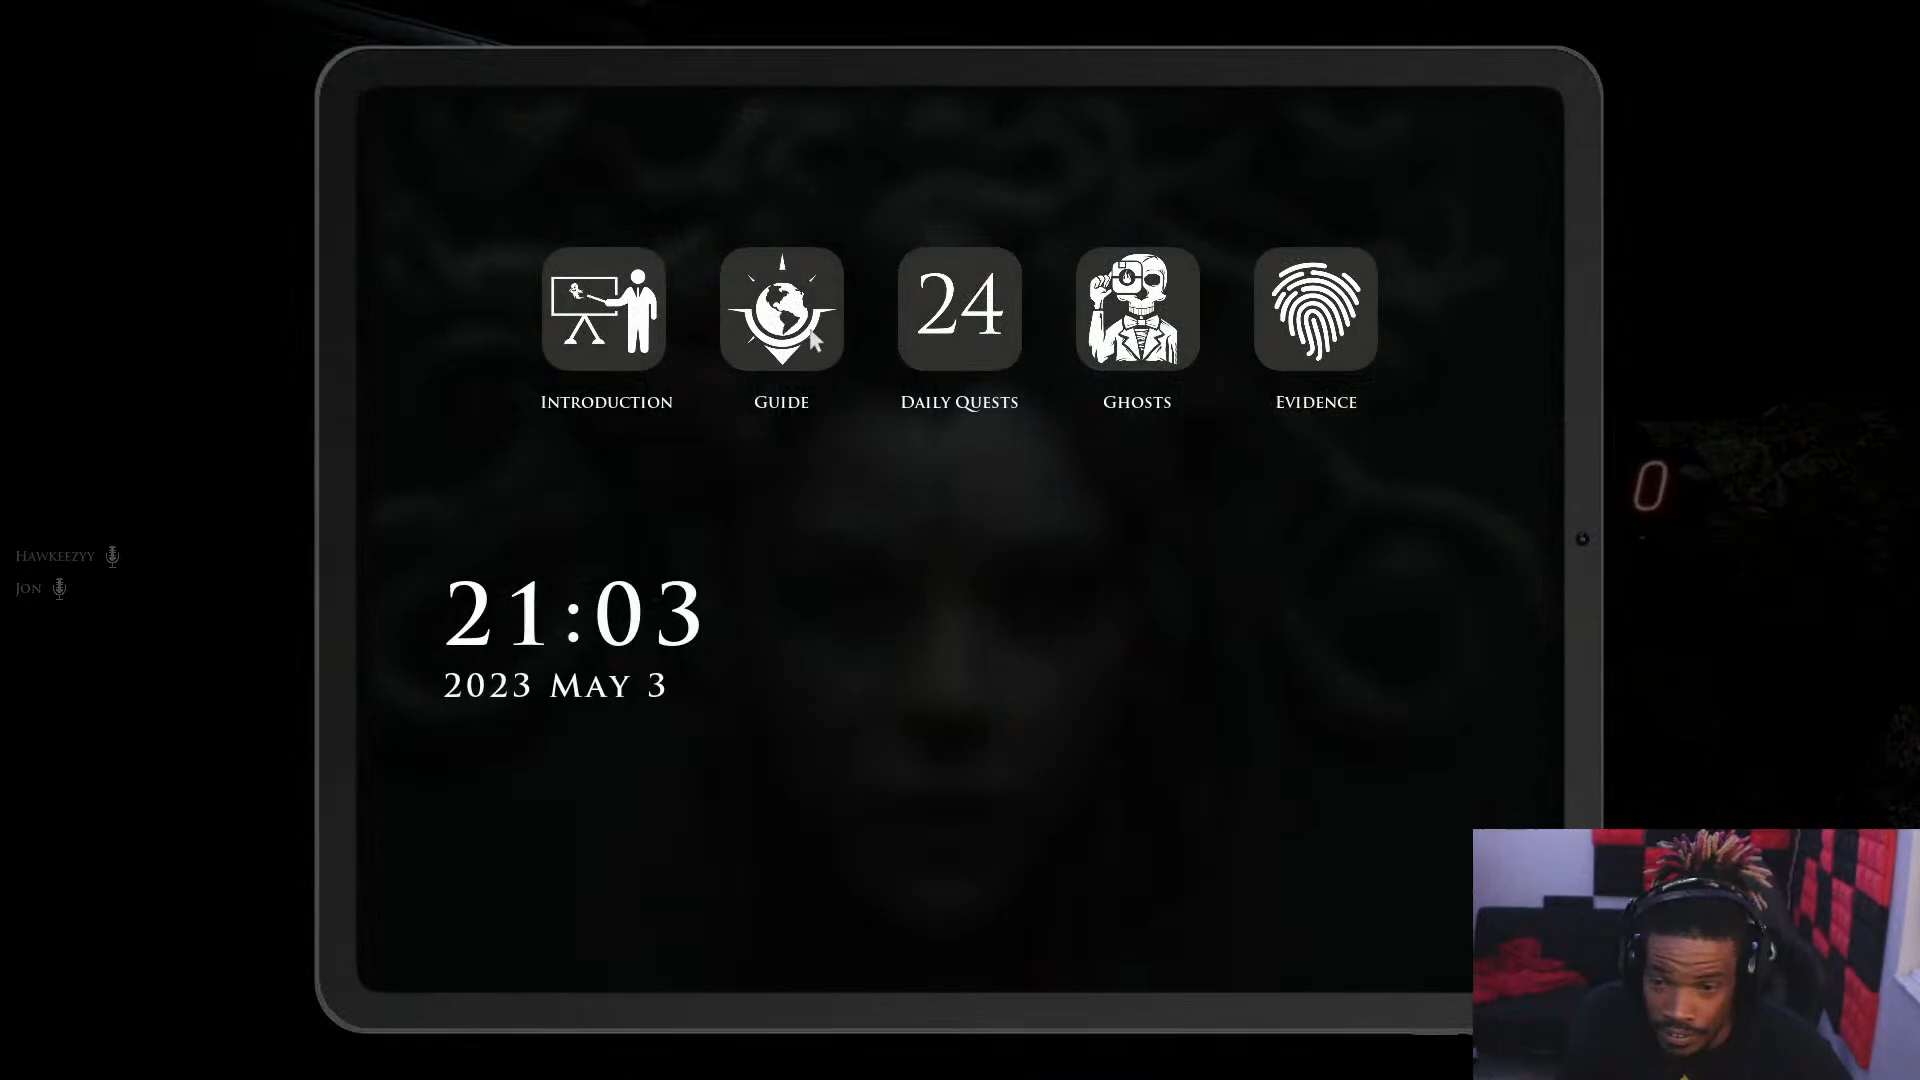 24
Introduction
Guide
Daily Quests
Ghosts
Evidence
0
Hawkeezyy
Jon
21:03
2023 May 3